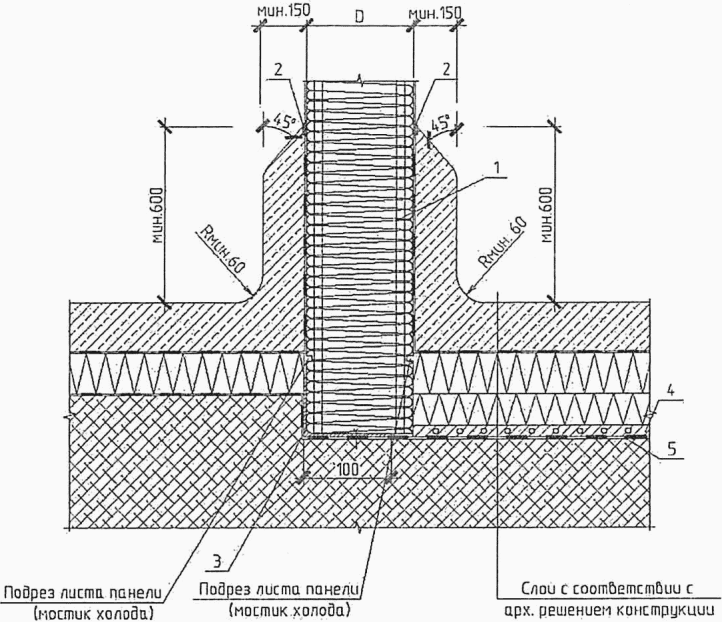 мин.150
D
мин.150
2
2
45°
45°
1
мин.600
мин.600
Rмин.60
Rмин.60
4
5
100
3
Подрез листа панели
(мостик холода)
Подрез листа панели
(мостик холода)
Слои с соответствии с
арх. решением конструкции